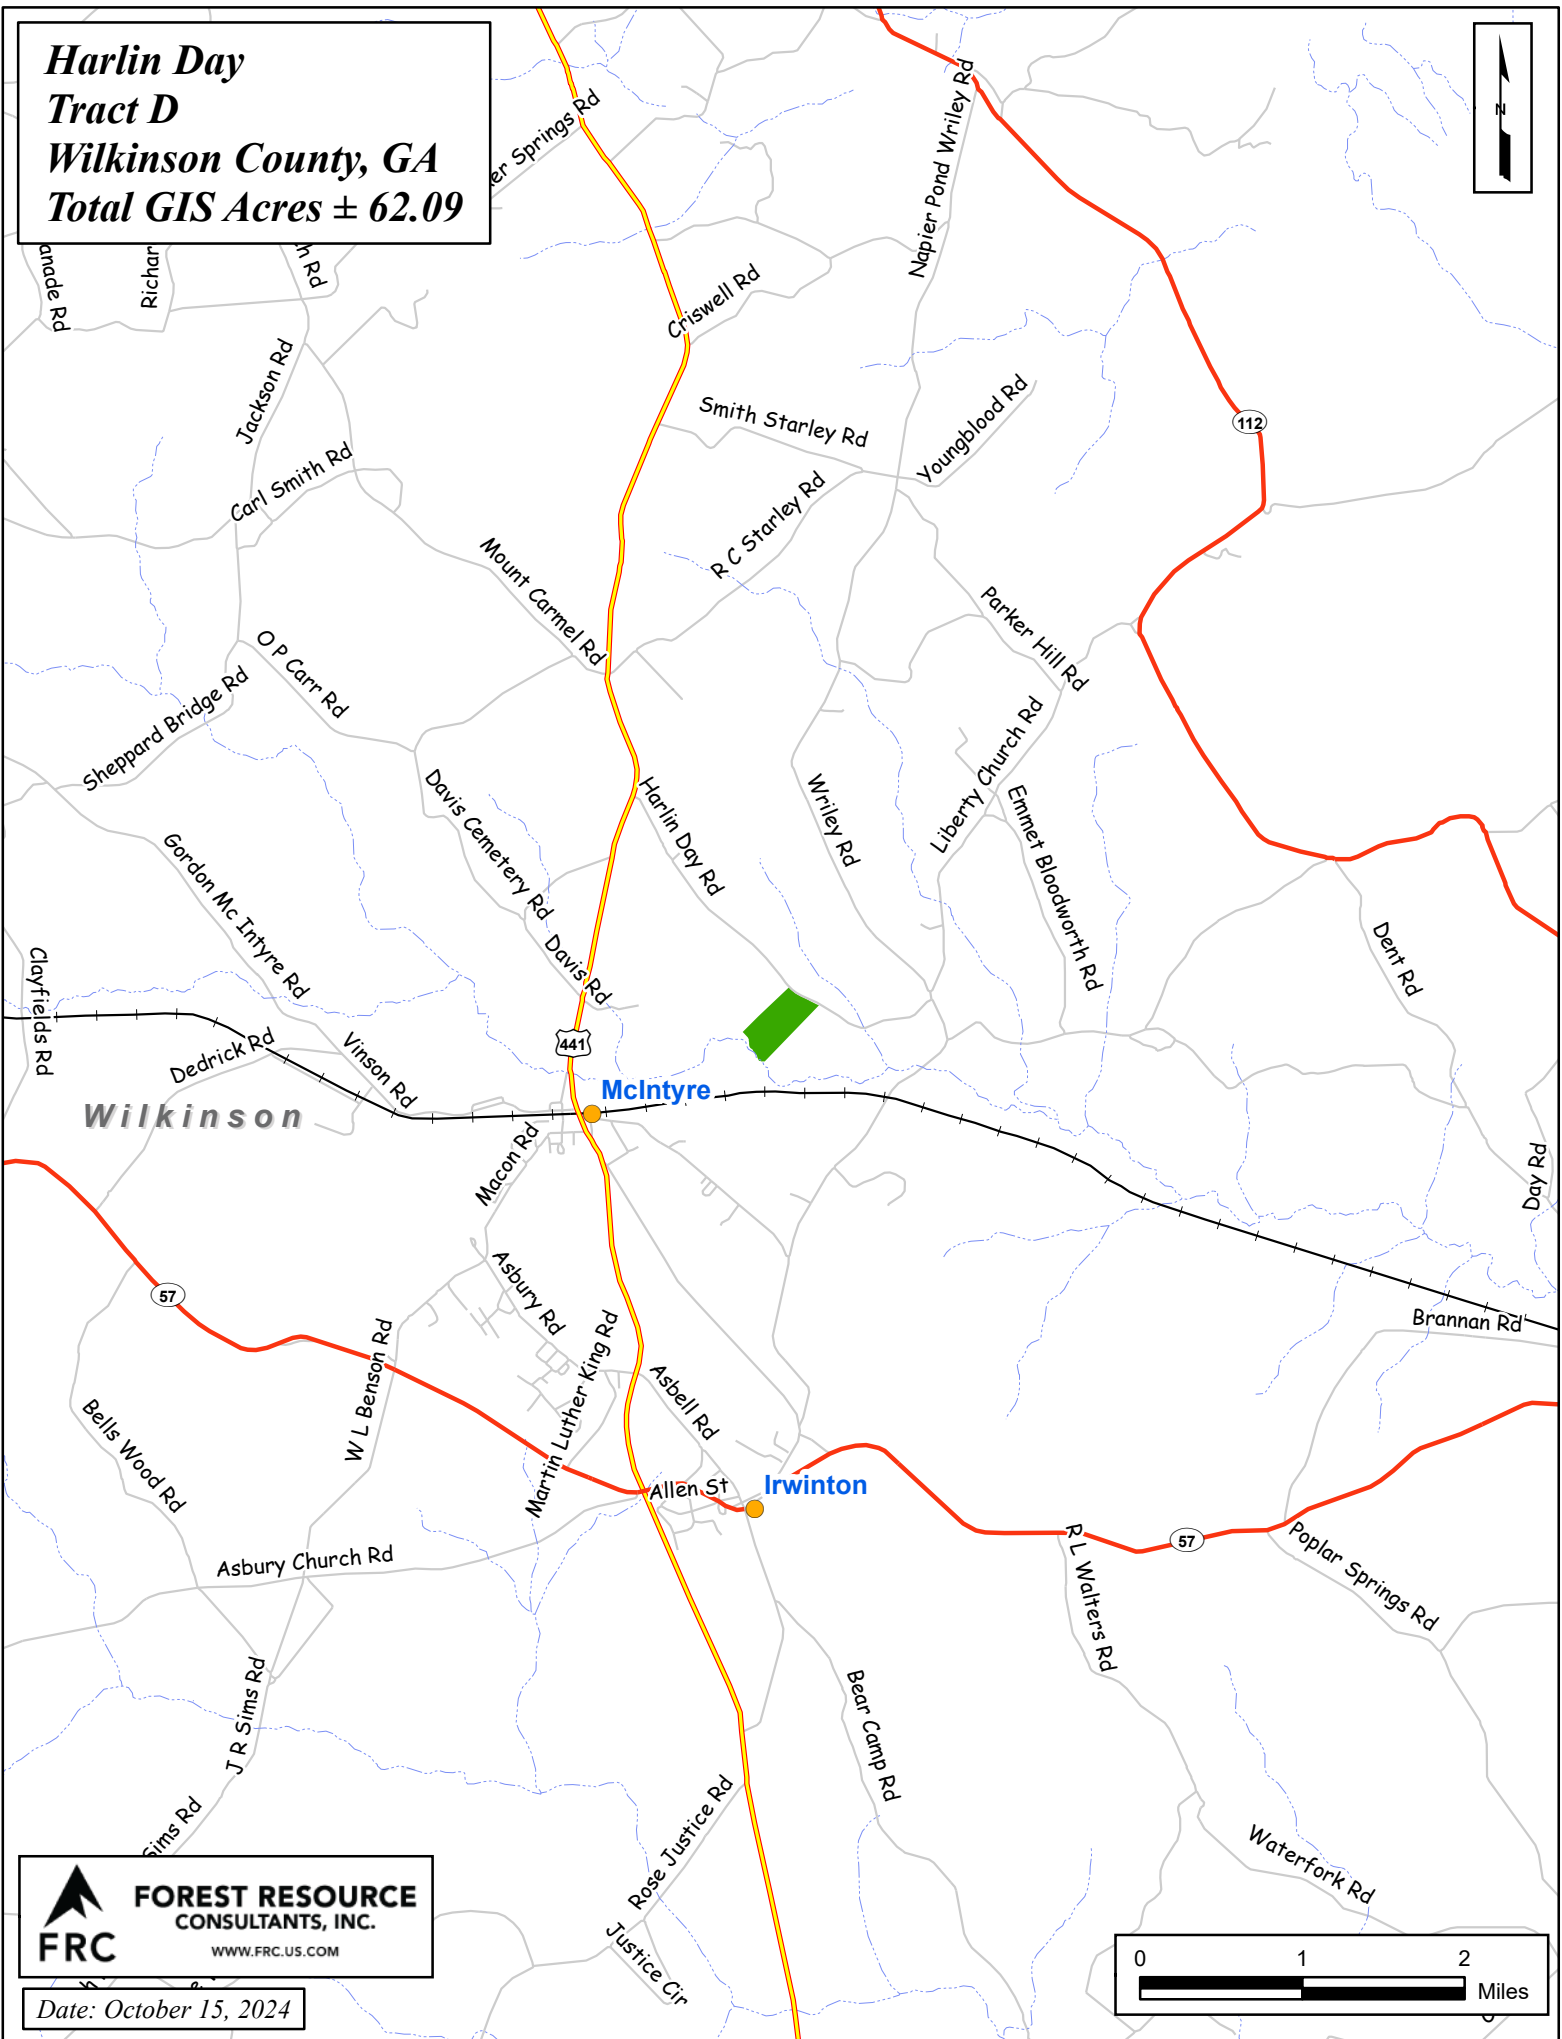 Harlin Day
Tract D
Wilkinson County, GA
Total GIS Acres ± 62.09
N
er Springs Rd
Napier Pond Wriley Rd
anade Rd
Richar
h Rd
Criswell Rd
Jackson Rd
Smith Starley Rd
Youngblood Rd
112
Carl Smith Rd
R C Starley Rd
Mount Carmel Rd
Parker Hill Rd
O P Carr Rd
Sheppard Bridge Rd
Liberty Church Rd
Davis Cemetery Rd
Harlin Day Rd
Wriley Rd
Emmet Bloodworth Rd
Gordon Mc Intyre Rd
Davis Rd
Dent Rd
Clayfields Rd
441
Dedrick Rd
Vinson Rd
McIntyre
Wilkinson
Macon Rd
Day Rd
Asbury Rd
57
Brannan Rd
W L Benson Rd
Martin Luther King Rd
Asbell Rd
Bells Wood Rd
Allen St
Irwinton
57
R L Walters Rd
Poplar Springs Rd
Asbury Church Rd
J R Sims Rd
Bear Camp Rd
Rose Justice Rd
Sims Rd
Waterfork Rd
Justice Cir
FRC
FOREST RESOURCE
CONSULTANTS, INC.
WWW.FRC.US.COM
0 1 2
Miles
Date: October 15, 2024